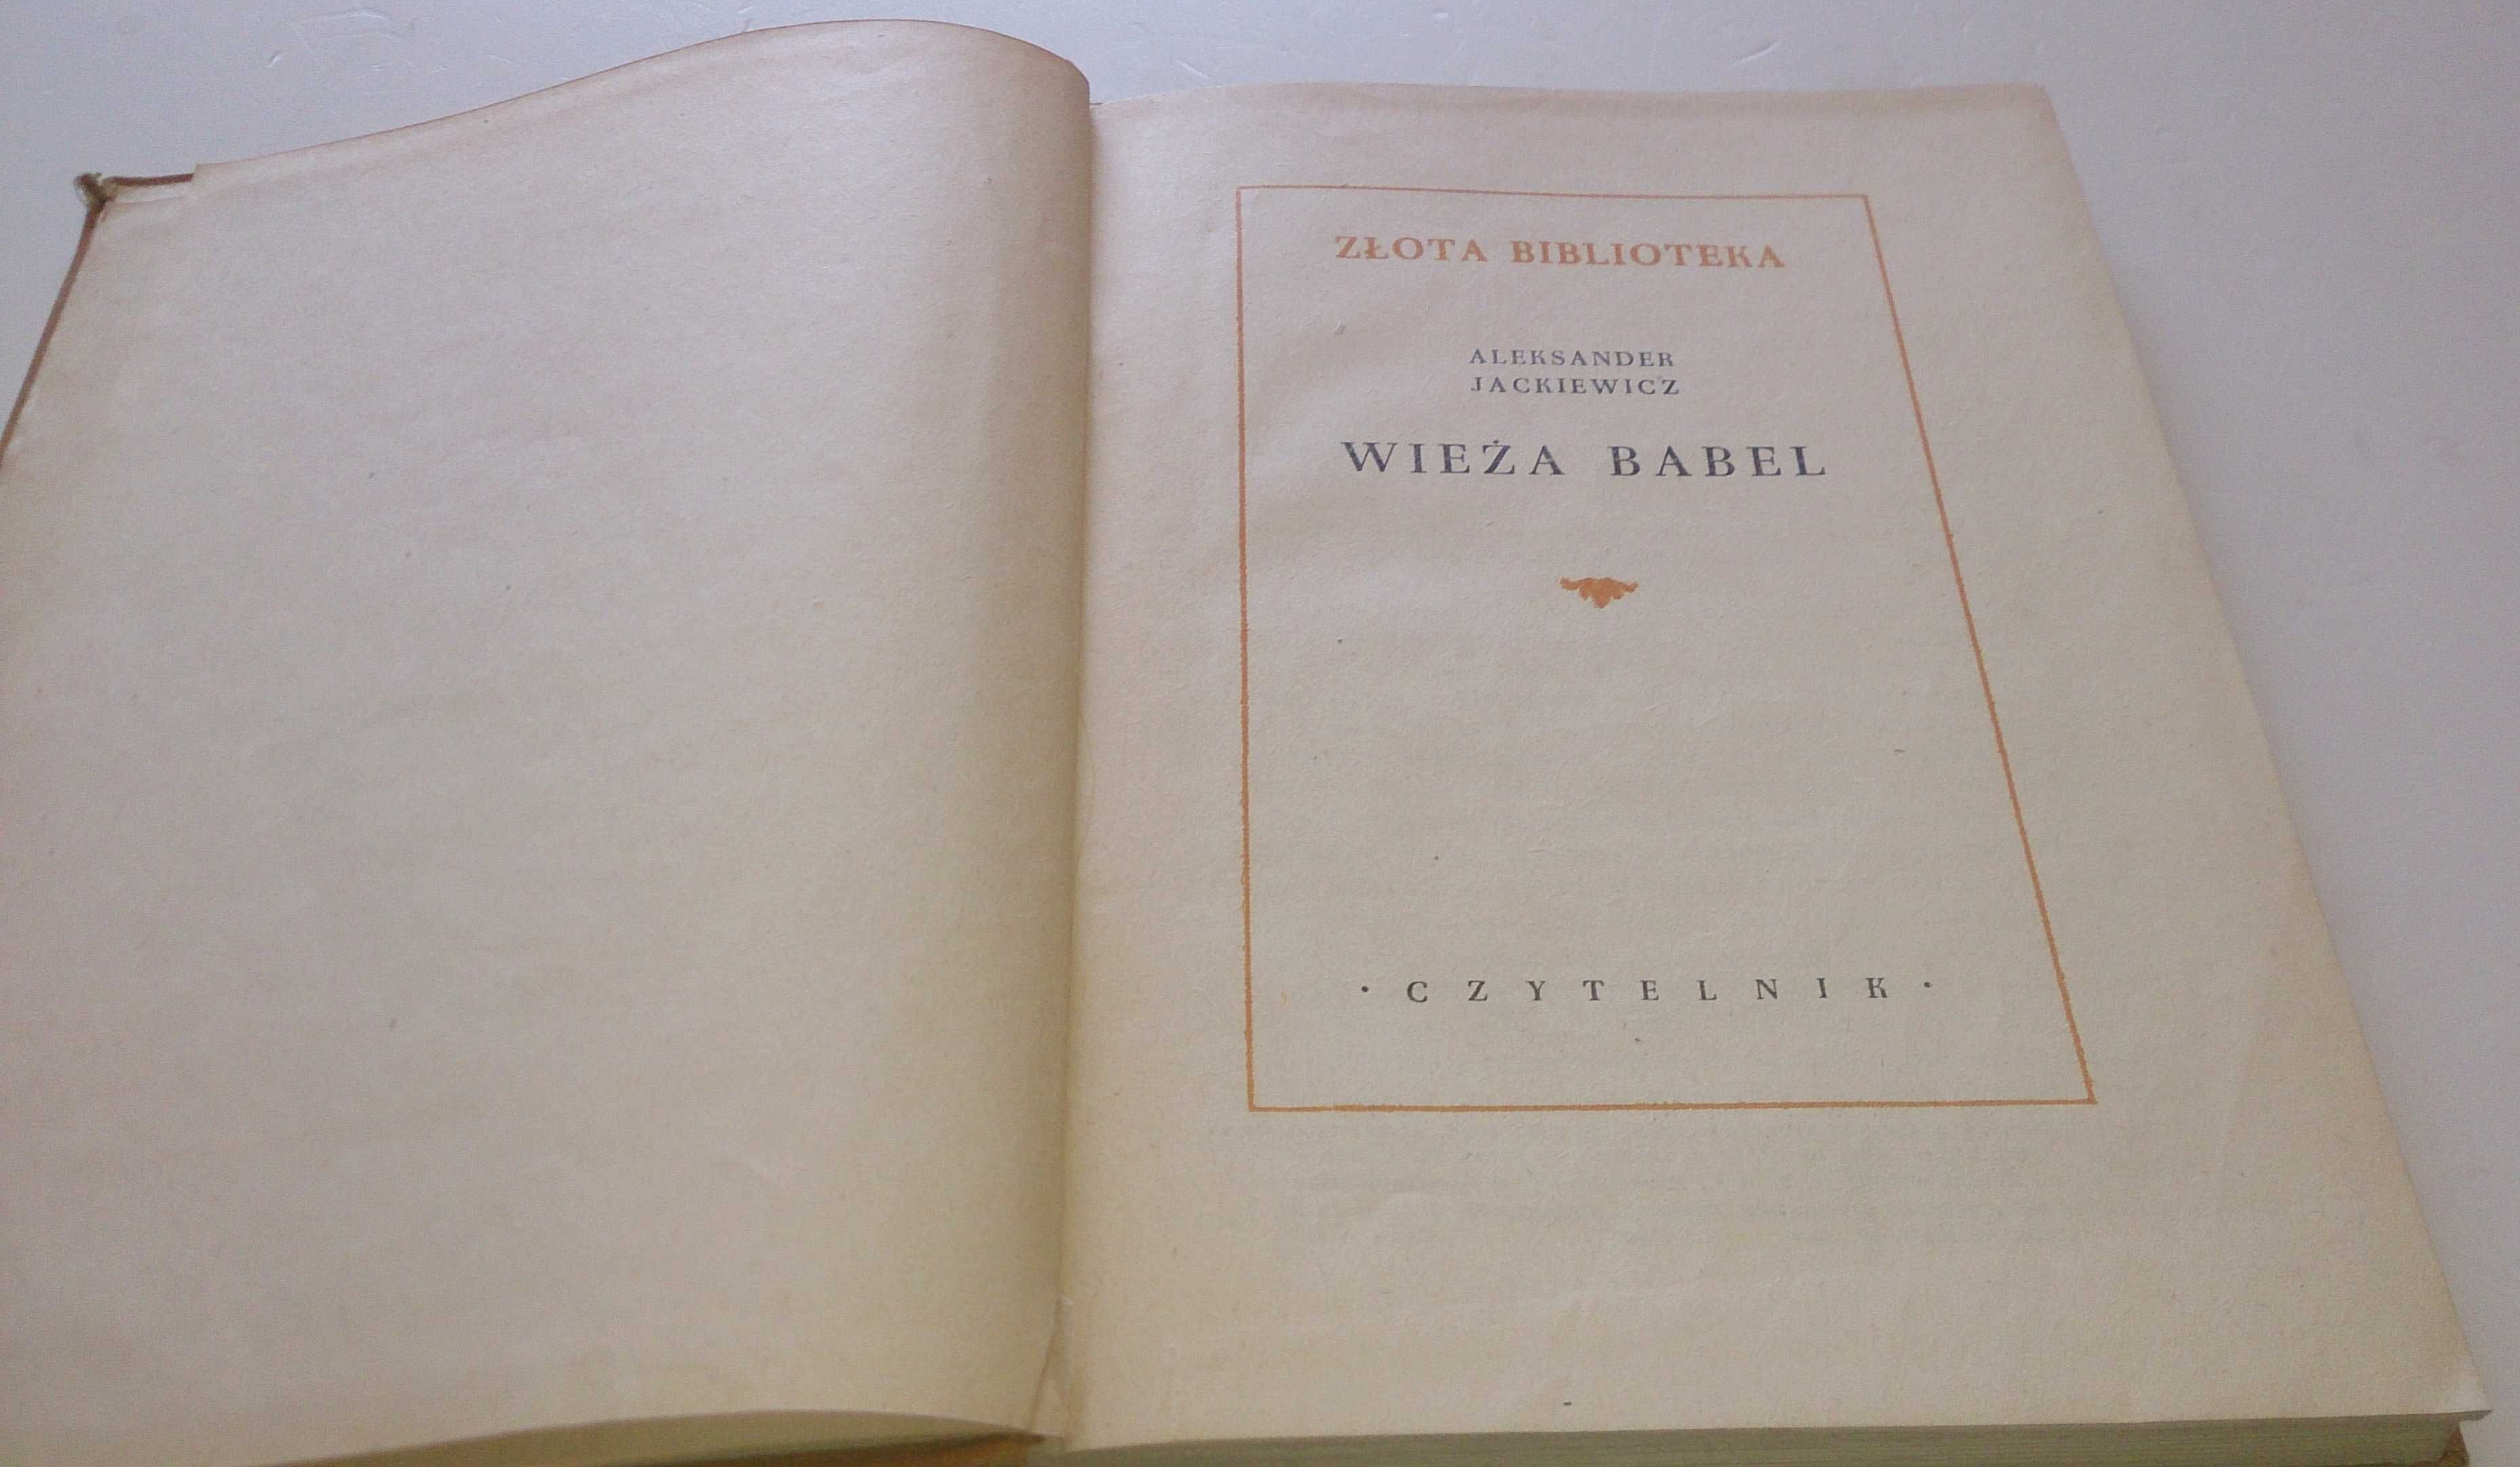 ZŁOTA BIBLIOTEKA
ALEKSANDER
JACKIEWICZ
WIEŻA BABEL
· C Z Y T E L N I K ·